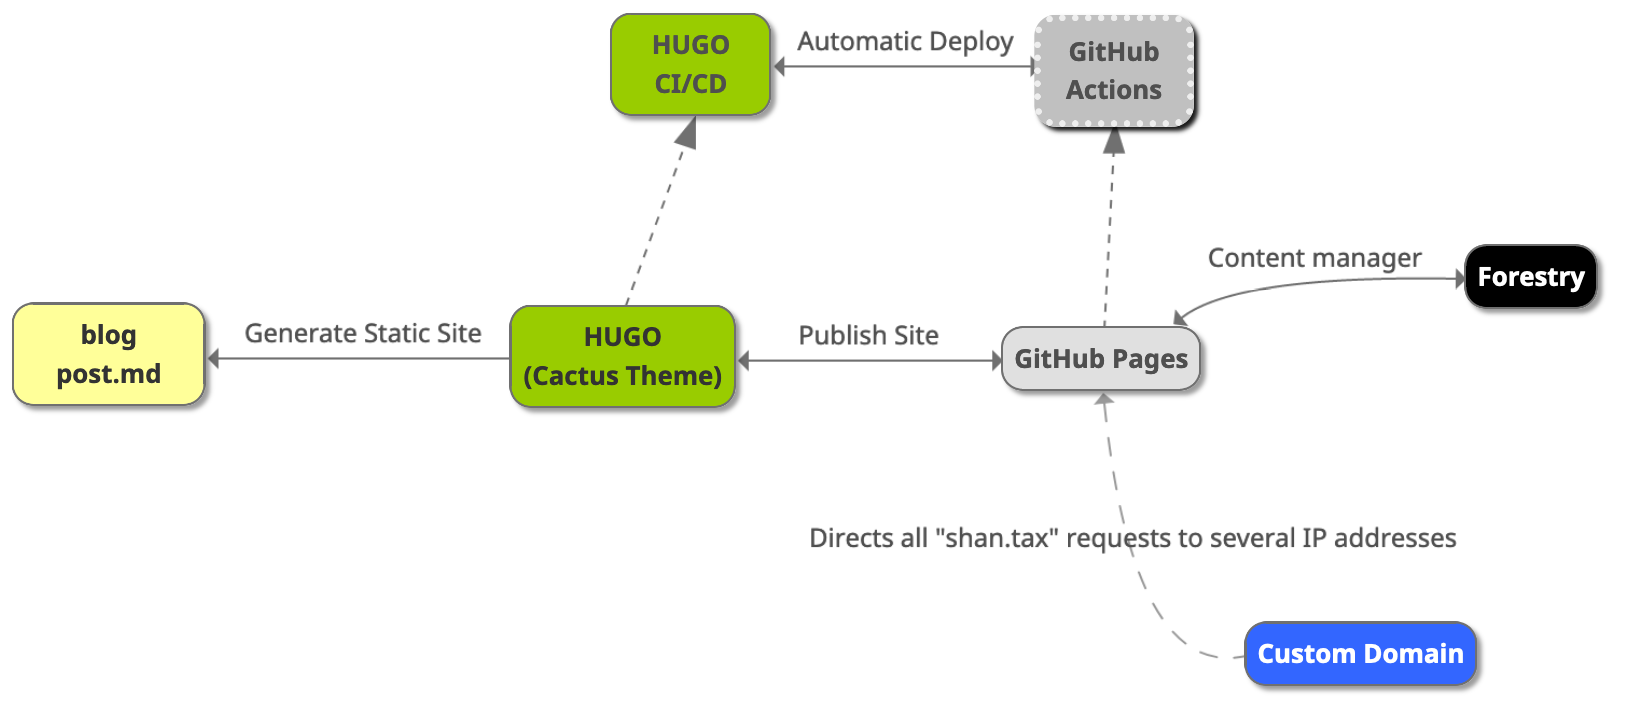 HUGO
CI/CD
Automatic Deploy
GitHub
Actions
Content manager
Forestry
blog
post.md
Generate Static Site
HUGO
(Cactus Theme)
Publish Site
GitHub Pages
Directs all "shan.tax" requests to several IP addresses
Custom Domain